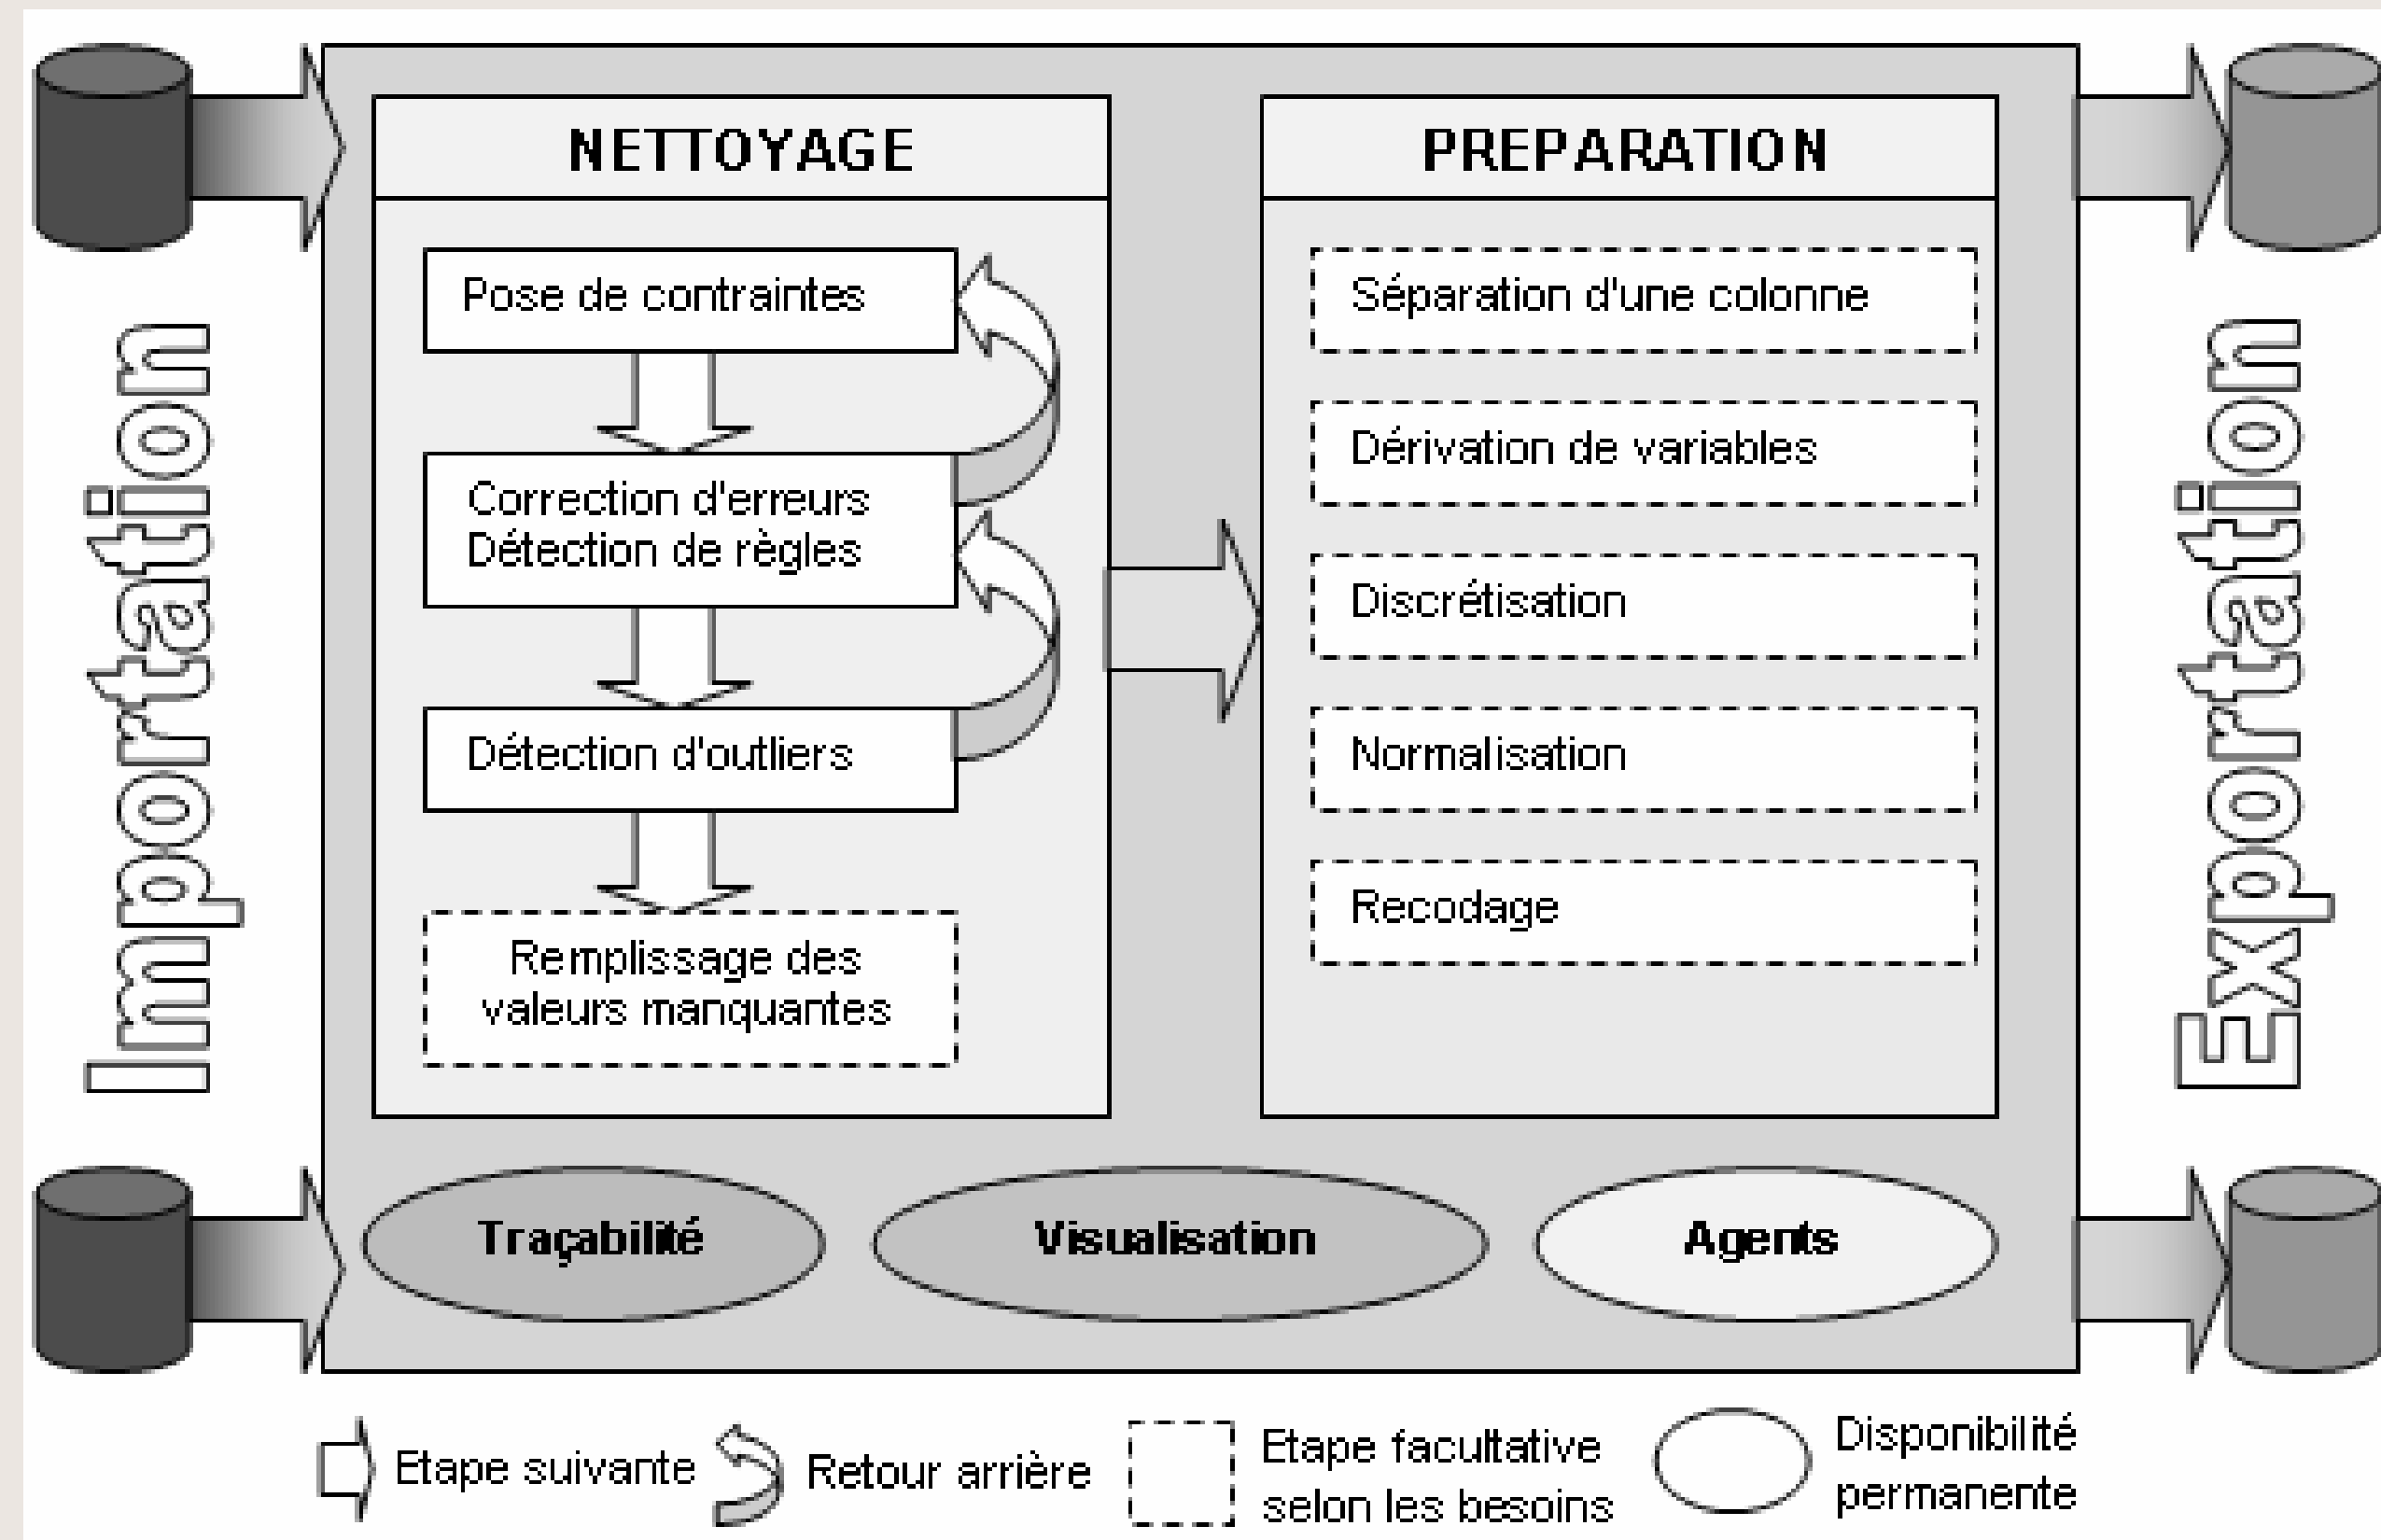 Importation
NETTOYAGE
Pose de contraintes
Correction d'erreurs
Détection de règles
Détection d'outliers
Remplissage des
valeurs manquantes
PREPARATION
Séparation d'une colonne
Dérivation de variables
Discrétisation
Normalisation
Recodage
Exportation
Traçabilité
Visualisation
Agents
Etape suivante
Retour arrière
Etape facultative
selon les besoins
Disponibilité
permanente